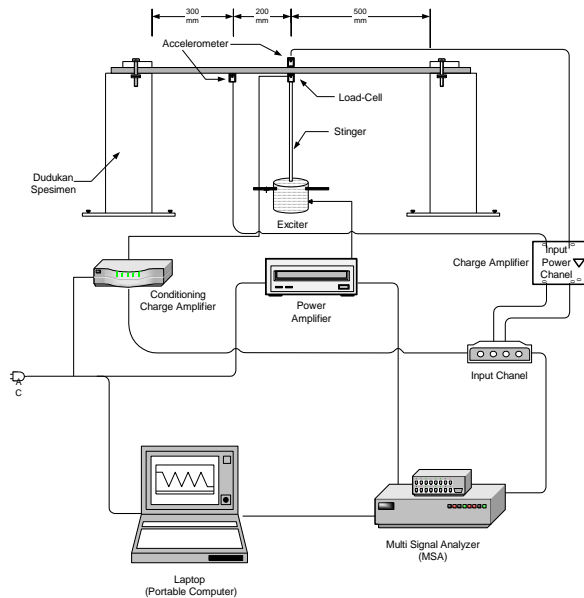 300
mm
200
mm
500
mm
Accelerometer
Load-Cell
Stinger
Dudukan
Spesimen
Exciter
Charge Amplifier
Input
Power
Chanel
Conditioning
Charge Amplifier
Power
Amplifier
Input Chanel
A
C
Multi Signal Analyzer
(MSA)
Laptop
(Portable Computer)